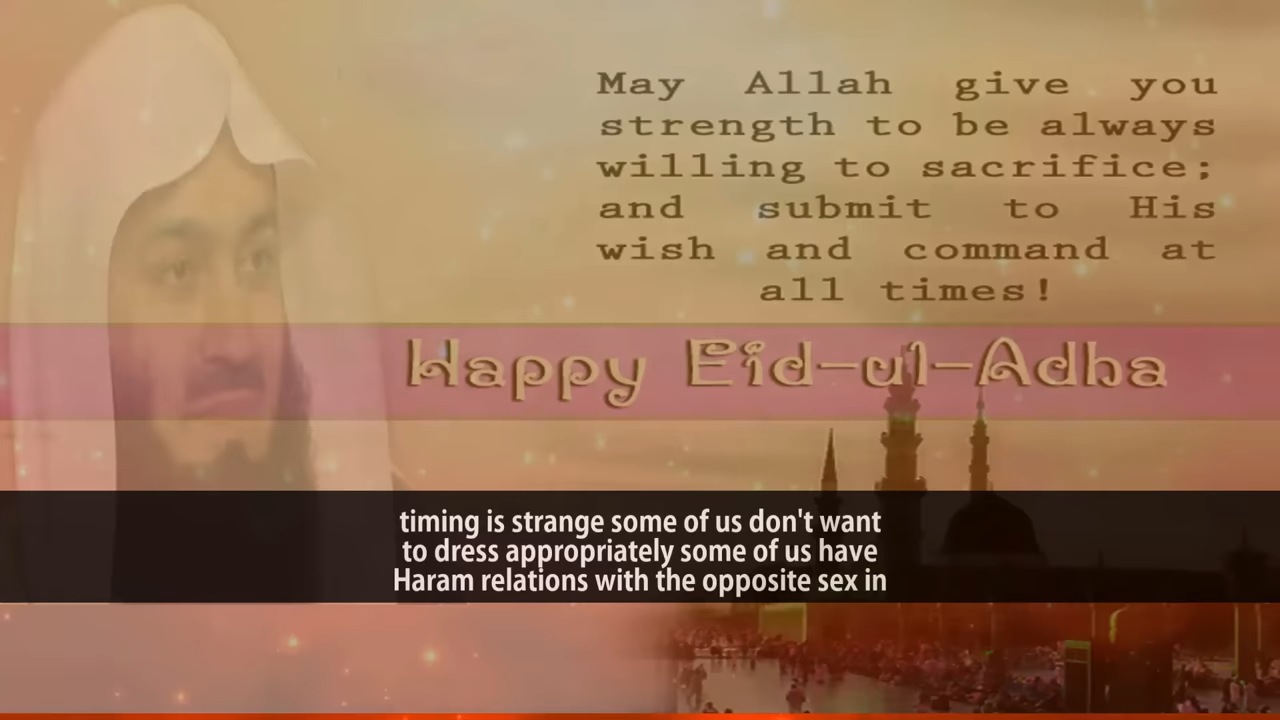 May Allah give you
strength to be always
willing to sacrifice;
and submit to His
wish and command at
all times!
Happy Eid-ul-Adha
timing is strange some of us don't want
to dress appropriately some of us have
Haram relations with the opposite sex in